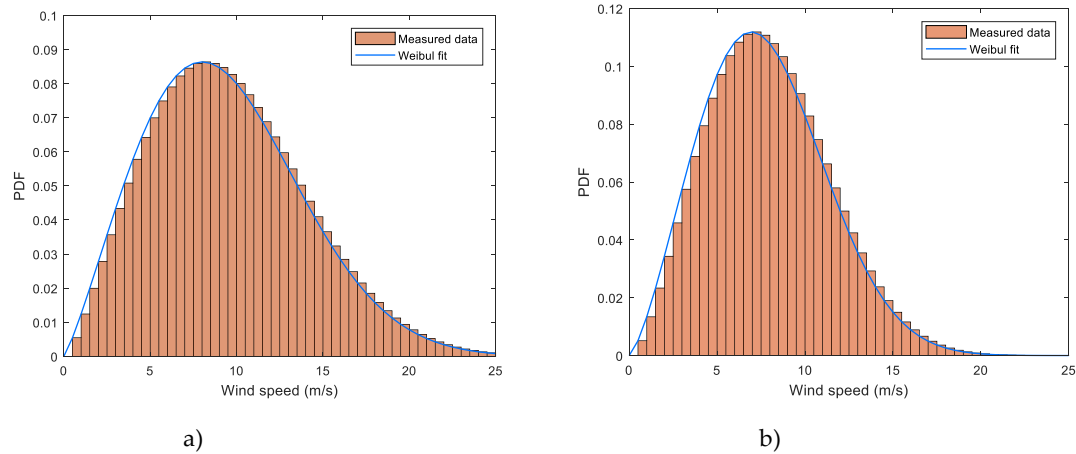 0.1
0.09
0.08
0.07
0.06
0.05
0.04
0.03
0.02
0.01
0
PDF
0 5 10 15 20 25
Wind speed (m/s)
Measured data
Weibul fit
a)
0.12
0.1
0.08
0.06
0.04
0.02
0
PDF
0 5 10 15 20 25
Wind speed (m/s)
Measured data
Weibul fit
b)